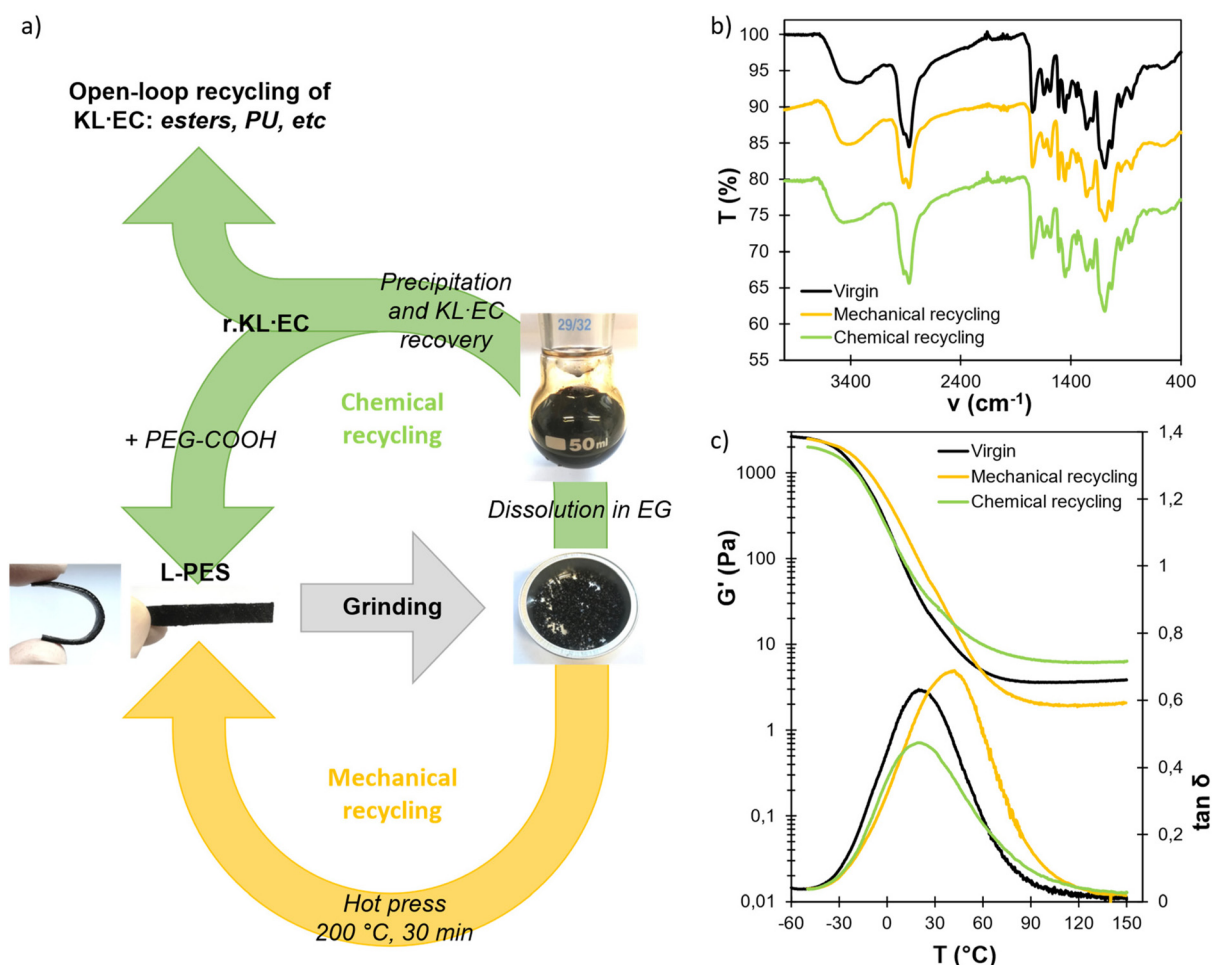 a)
Open-loop recycling of
KL·EC: esters, PU, etc
Precipitation
and KL·EC
recovery
r.KL·EC
29/32
50ml
Chemical
recycling
+ PEG-COOH
Dissolution in EG
L-PES
Grinding
Mechanical
recycling
Hot press
200 °C, 30 min
b)
100
95
90
85
80
75
70
65
60
55
T (%)
Virgin
Mechanical recycling
Chemical recycling
3400
2400
1400
400
ν (cm-1)
c)
1000
100
10
1
0,1
0,01
G' (Pa)
Virgin
Mechanical recycling
Chemical recycling
1,4
1,2
1
0,8
0,6
0,4
0,2
0
tan δ
-60
-30
0
30
60
90
120
150
T (°C)